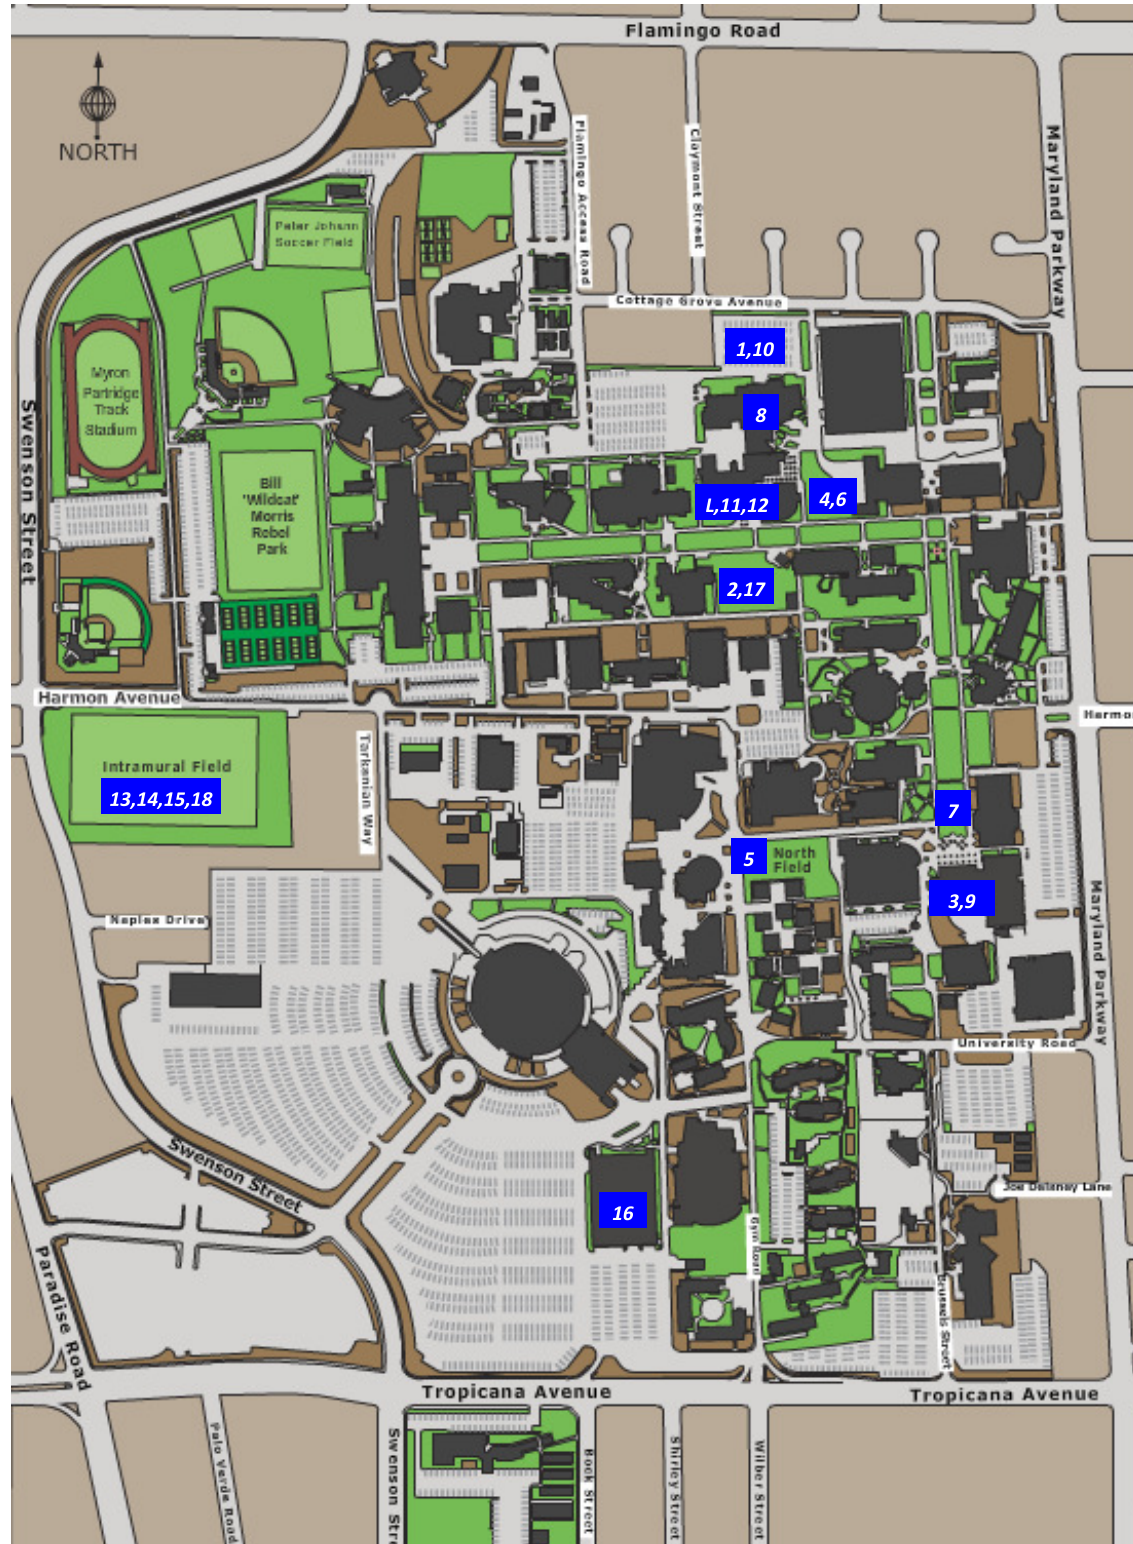 Flamingo Road
NORTH
Flamingo Access Road
Claymont Street
Maryland Parkway
Peter Johann
Soccer Field
Cottage Grove Avenue
1,10
Myron
Partridge
Track
Stadium
8
Swenson Street
Bill
'Wildcat'
Morris
Rebel
Park
L,11,12
4,6
2,17
Harmon Avenue
Harmo
Tarkanian Way
Intramural Field
13,14,15,18
7
5
North
Field
3,9
Naples Drive
Maryland Parkway
University Road
Swenson Street
Joe Delaney Lane
16
Gym Road
Paradise Road
Brussels Street
Tropicana Avenue
Tropicana Avenue
Palo Verde Road
Swenson Stre
Bock Street
Shirley Street
Wilber Street